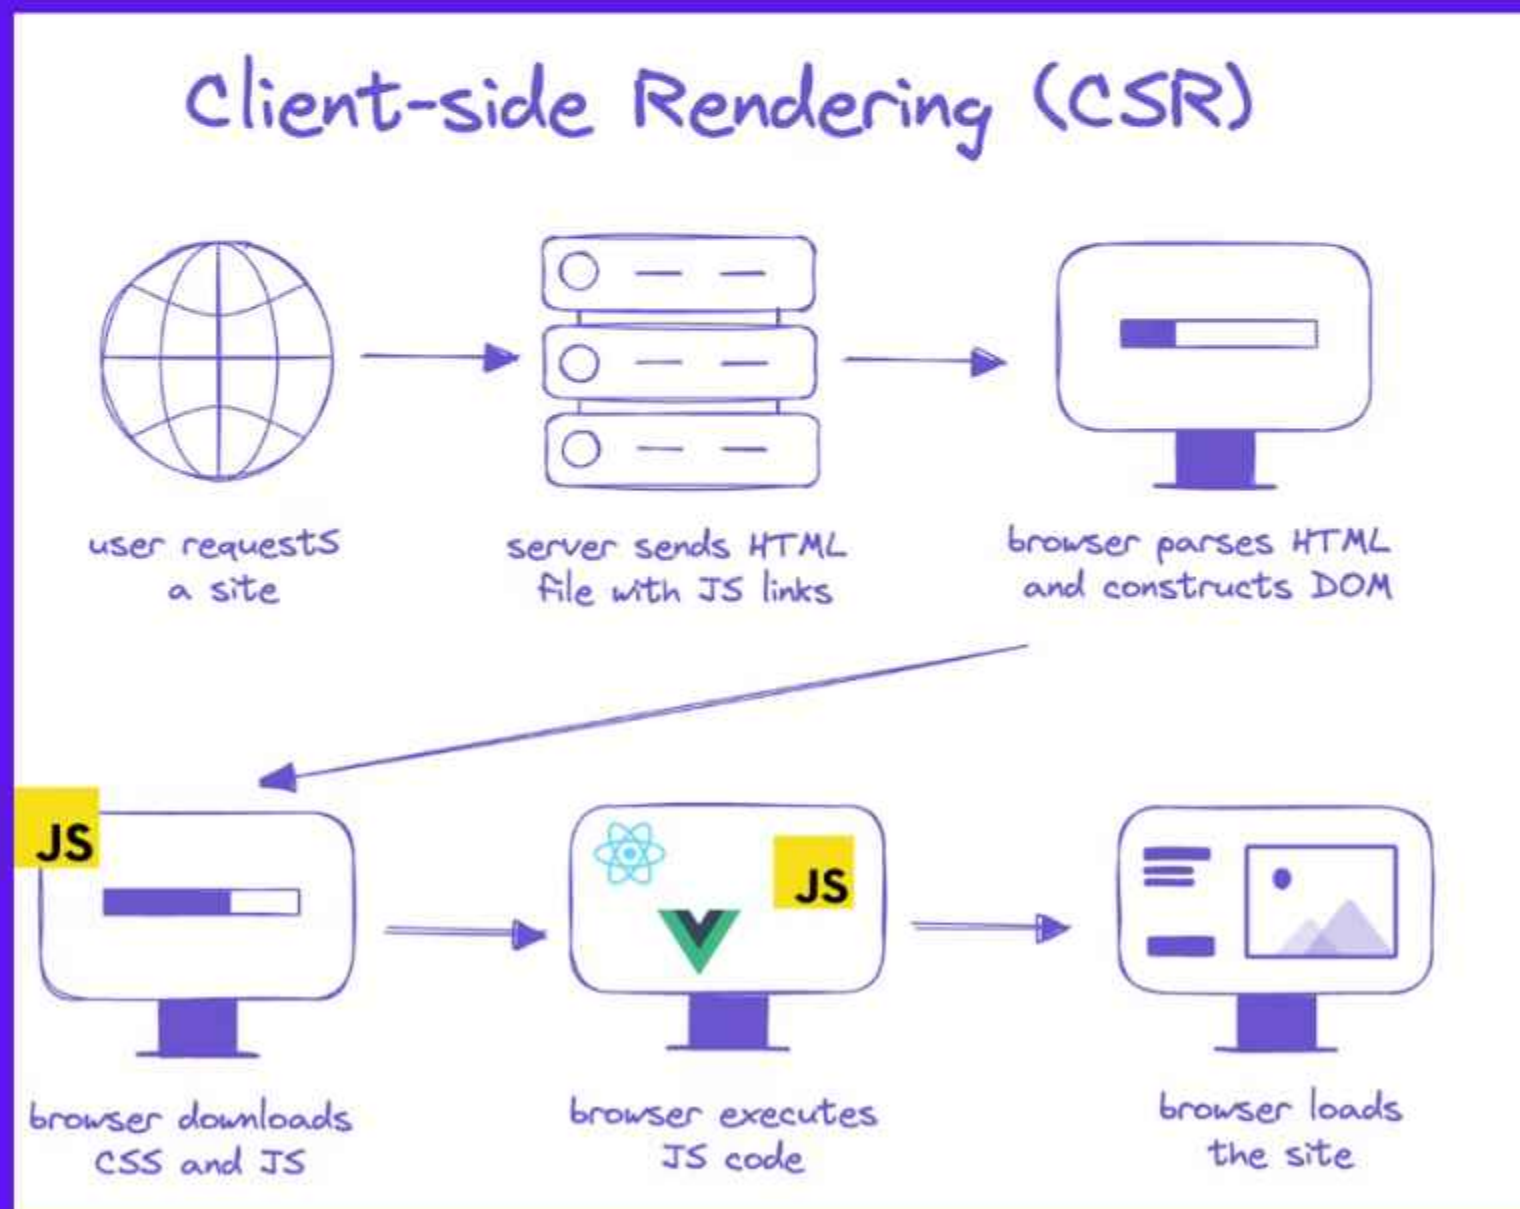 Client-side Rendering (CSR)
user requests
a site
server sends HTML
file with JS links
browser parses HTML
and constructs DOM
JS
JS
browser downloads
CSS and JS
browser executes
JS code
browser loads
the site